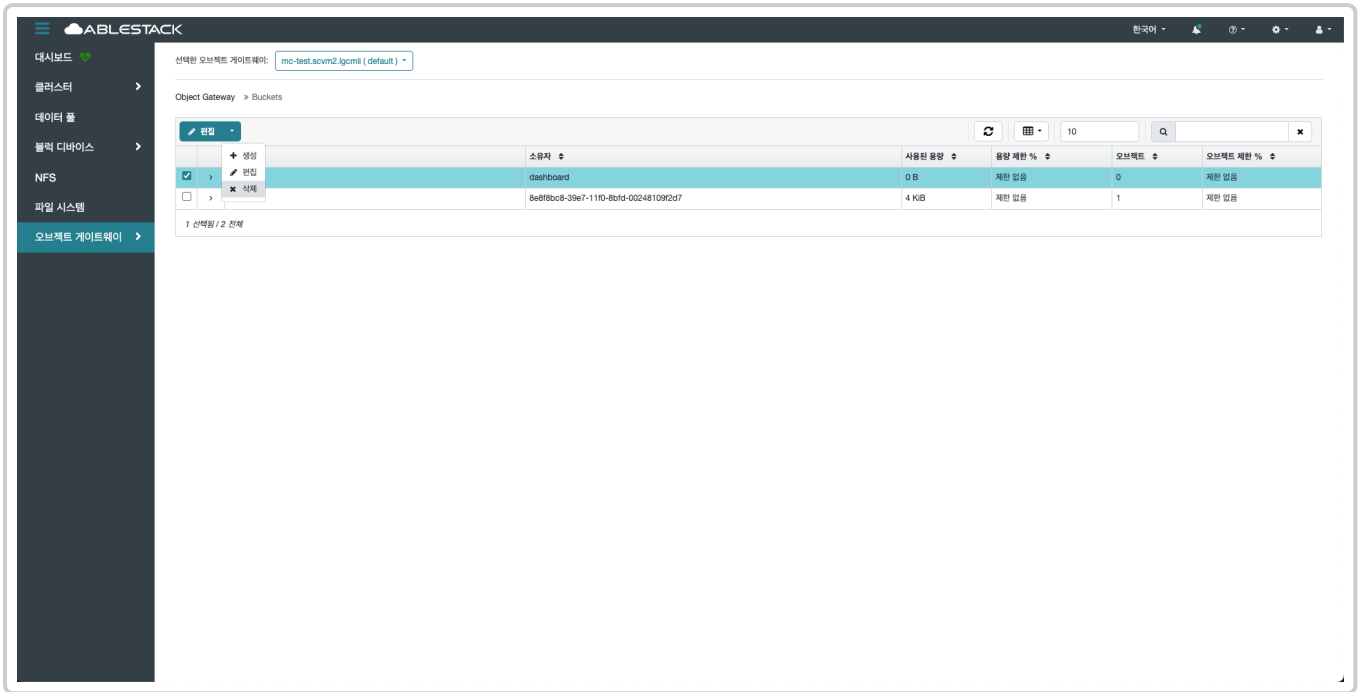 ABLESTACK
한국어
대시보드
클러스터
데이터 풀
블럭 디바이스
NFS
파일 시스템
오브젝트 게이트웨이
선택한 오브젝트 게이트웨이: mc-test.scvm2.lgcmli ( default )
Object Gateway » Buckets
편집
10
생성
편집
삭제
소유자 사용된 용량 용량 제한 % 오브젝트 오브젝트 제한 %
dashboard 0 B 제한 없음 0 제한 없음
8e8f8bc8-39e7-11f0-8bfd-00248109f2d7 4 KiB 제한 없음 1 제한 없음
1 선택됨 / 2 전체